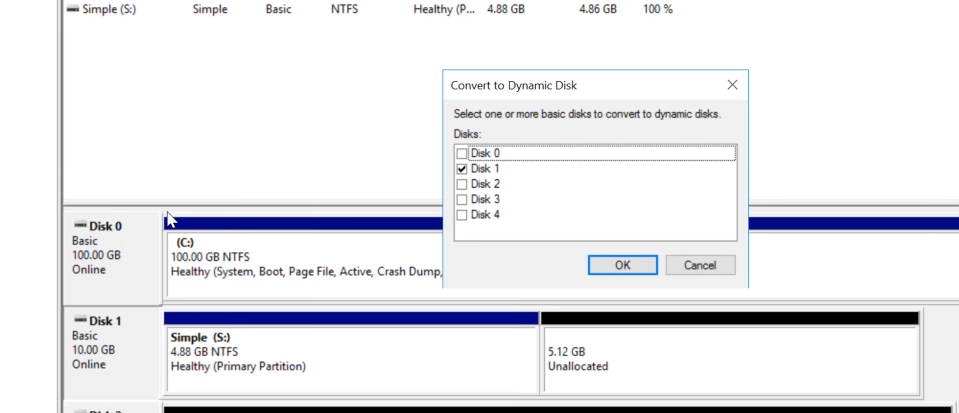 Simple (S:) Simple Basic NTFS Healthy (P... 4.88 GB 4.86 GB 100 %
Convert to Dynamic Disk
Select one or more basic disks to convert to dynamic disks.
Disks:
Disk 0
Disk 1
Disk 2
Disk 3
Disk 4
OK Cancel
Disk 0
Basic
100.00 GB
Online
(C:)
100.00 GB NTFS
Healthy (System, Boot, Page File, Active, Crash Dump,
Disk 1
Basic
10.00 GB
Online
Simple (S:)
4.88 GB NTFS
Healthy (Primary Partition)
5.12 GB
Unallocated